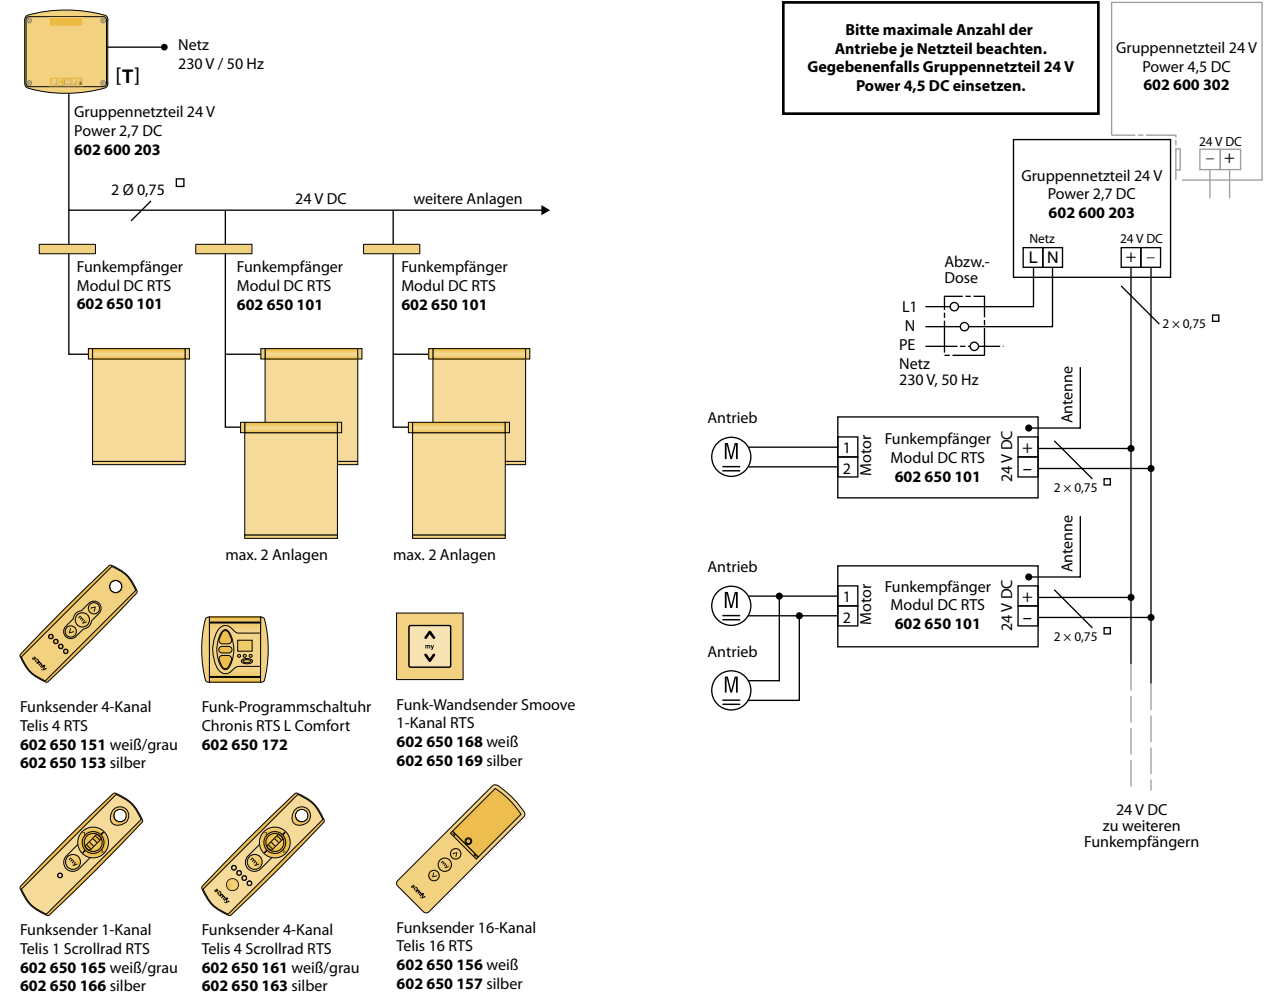 Netz
230 V / 50 Hz
[T]
Gruppennetzteil 24 V
Power 2,7 DC
602 600 203
2 Ø 0,75
24 V DC
weitere Anlagen
Funkempfänger
Modul DC RTS
602 650 101
Funkempfänger
Modul DC RTS
602 650 101
Funkempfänger
Modul DC RTS
602 650 101
max. 2 Anlagen
max. 2 Anlagen
my
somfy
my
Funksender 4-Kanal
Telis 4 RTS
602 650 151 weiß/grau
602 650 153 silber
Funk-Programmschaltuhr
Chronis RTS L Comfort
602 650 172
Funk-Wandsender Smoove
1-Kanal RTS
602 650 168 weiß
602 650 169 silber
my
my
somfy
my
somfy
Funksender 1-Kanal
Telis 1 Scrollrad RTS
602 650 165 weiß/grau
602 650 166 silber
Funksender 4-Kanal
Telis 4 Scrollrad RTS
602 650 161 weiß/grau
602 650 163 silber
Funksender 16-Kanal
Telis 16 RTS
602 650 156 weiß
602 650 157 silber
Bitte maximale Anzahl der
Antriebe je Netzteil beachten.
Gegebenenfalls Gruppennetzteil 24 V
Power 4,5 DC einsetzen.
Gruppennetzteil 24 V
Power 4,5 DC
602 600 302
24 V DC
− +
Gruppennetzteil 24 V
Power 2,7 DC
602 600 203
Netz
L N
24 V DC
+ −
Abzw.-
Dose
L1
N
PE
Netz
230 V, 50 Hz
2 × 0,75
Antenne
Antrieb
M
1
2
Motor
Funkempfänger
Modul DC RTS
602 650 101
24 V DC
+
−
2 × 0,75
Antenne
Antrieb
M
1
2
Motor
Funkempfänger
Modul DC RTS
602 650 101
24 V DC
+
−
2 × 0,75
Antrieb
M
24 V DC
zu weiteren
Funkempfängern